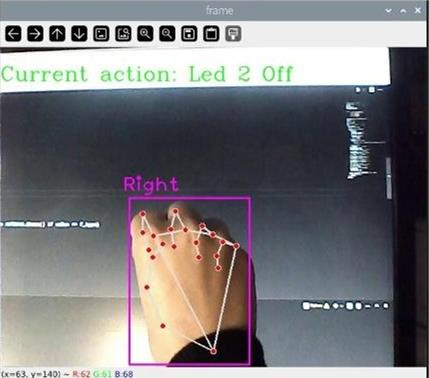 frame
Current action: Led 2 Off
Right
(x=63, y=140) ~ R:62 G:61 B:68